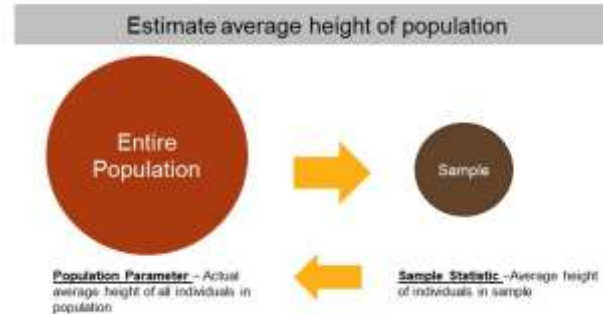 Estimate average height of population
Entire
Population
Sample
Population Parameter – Actual
average height of all individuals in
population
Sample Statistic –Average height
of individuals in sample